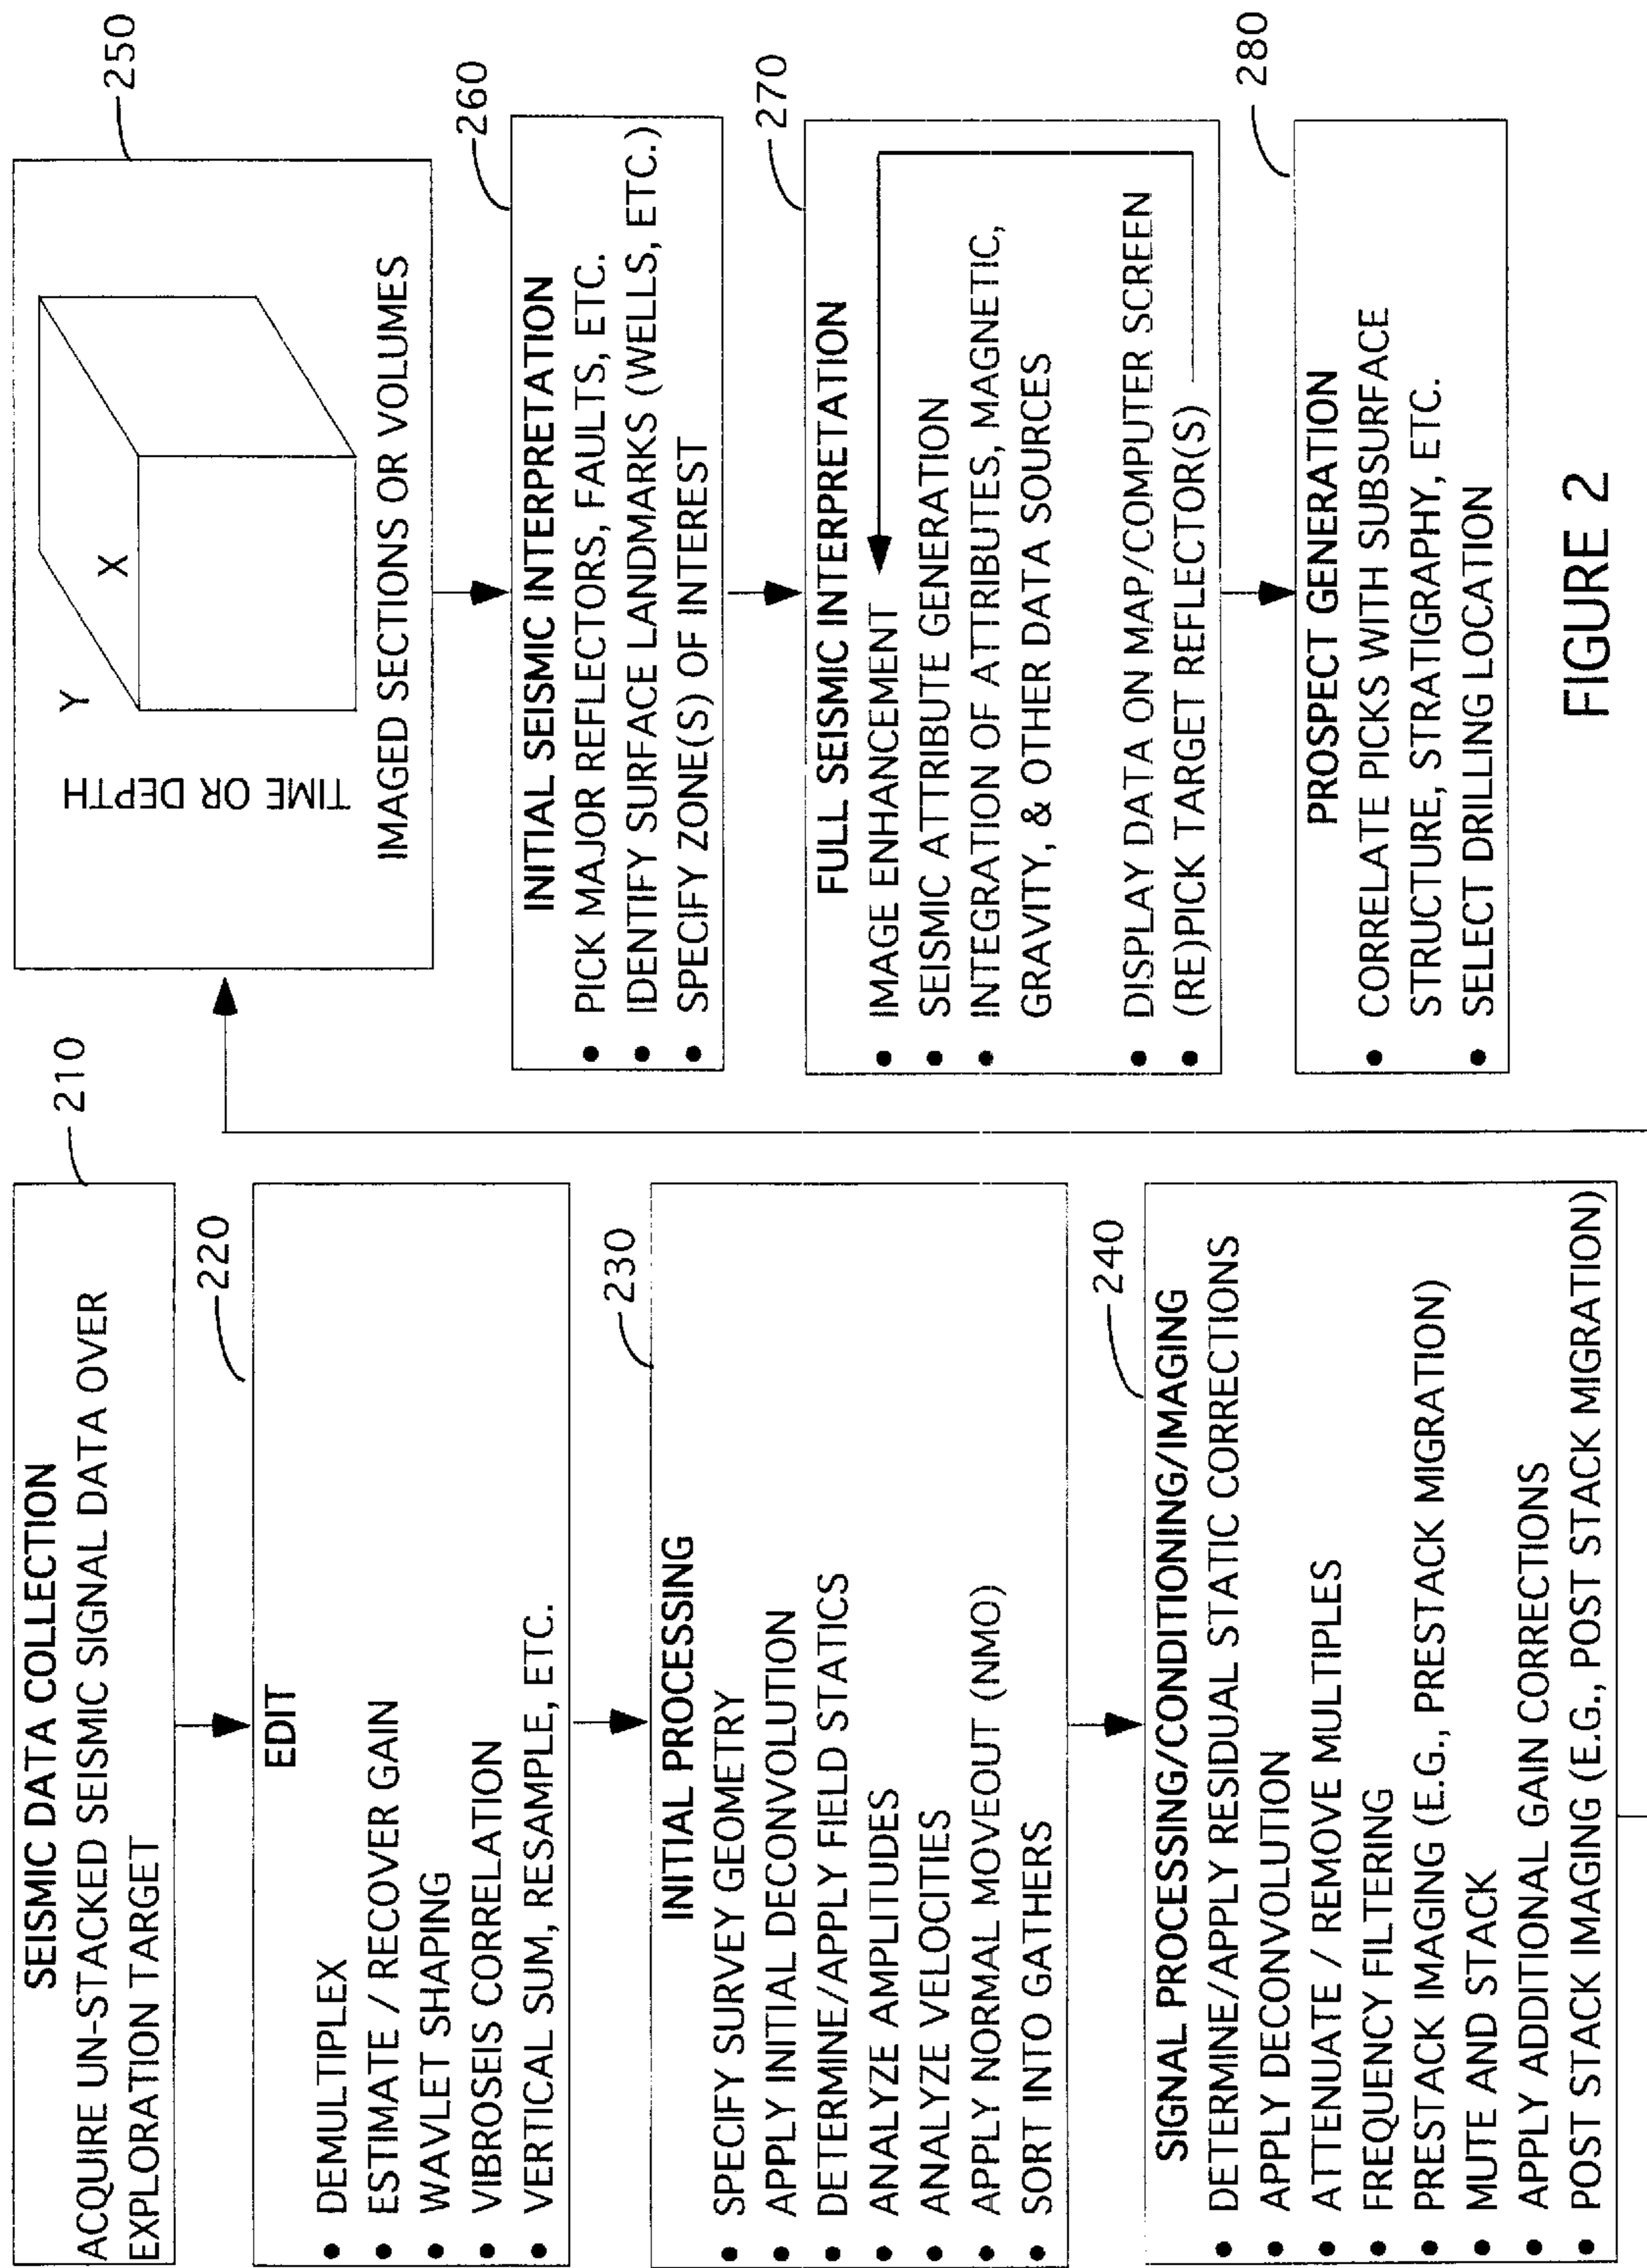 SEISMIC DATA COLLECTION
ACQUIRE UN-STACKED SEISMIC SIGNAL DATA OVER
EXPLORATION TARGET
210
EDIT
220
• DEMULTIPLEX
• ESTIMATE / RECOVER GAIN
• WAVLET SHAPING
• VIBROSEIS CORRELATION
• VERTICAL SUM, RESAMPLE, ETC.
INITIAL PROCESSING
230
• SPECIFY SURVEY GEOMETRY
• APPLY INITIAL DECONVOLUTION
• DETERMINE/APPLY FIELD STATICS
• ANALYZE AMPLITUDES
• ANALYZE VELOCITIES
• APPLY NORMAL MOVEOUT (NMO)
• SORT INTO GATHERS
SIGNAL PROCESSING/CONDITIONING/IMAGING
240
• DETERMINE/APPLY RESIDUAL STATIC CORRECTIONS
• APPLY DECONVOLUTION
• ATTENUATE / REMOVE MULTIPLES
• FREQUENCY FILTERING
• PRESTACK IMAGING (E.G., PRESTACK MIGRATION)
• MUTE AND STACK
• APPLY ADDITIONAL GAIN CORRECTIONS
• POST STACK IMAGING (E.G., POST STACK MIGRATION)
250
Y
X
TIME OR DEPTH
IMAGED SECTIONS OR VOLUMES
INITIAL SEISMIC INTERPRETATION
260
• PICK MAJOR REFLECTORS, FAULTS, ETC.
• IDENTIFY SURFACE LANDMARKS (WELLS, ETC.)
• SPECIFY ZONE(S) OF INTEREST
FULL SEISMIC INTERPRETATION
270
• IMAGE ENHANCEMENT
• SEISMIC ATTRIBUTE GENERATION
• INTEGRATION OF ATTRIBUTES, MAGNETIC,
GRAVITY, & OTHER DATA SOURCES
• DISPLAY DATA ON MAP/COMPUTER SCREEN
• (RE)PICK TARGET REFLECTOR(S)
PROSPECT GENERATION
280
• CORRELATE PICKS WITH SUBSURFACE
STRUCTURE, STRATIGRAPHY, ETC.
• SELECT DRILLING LOCATION
FIGURE 2